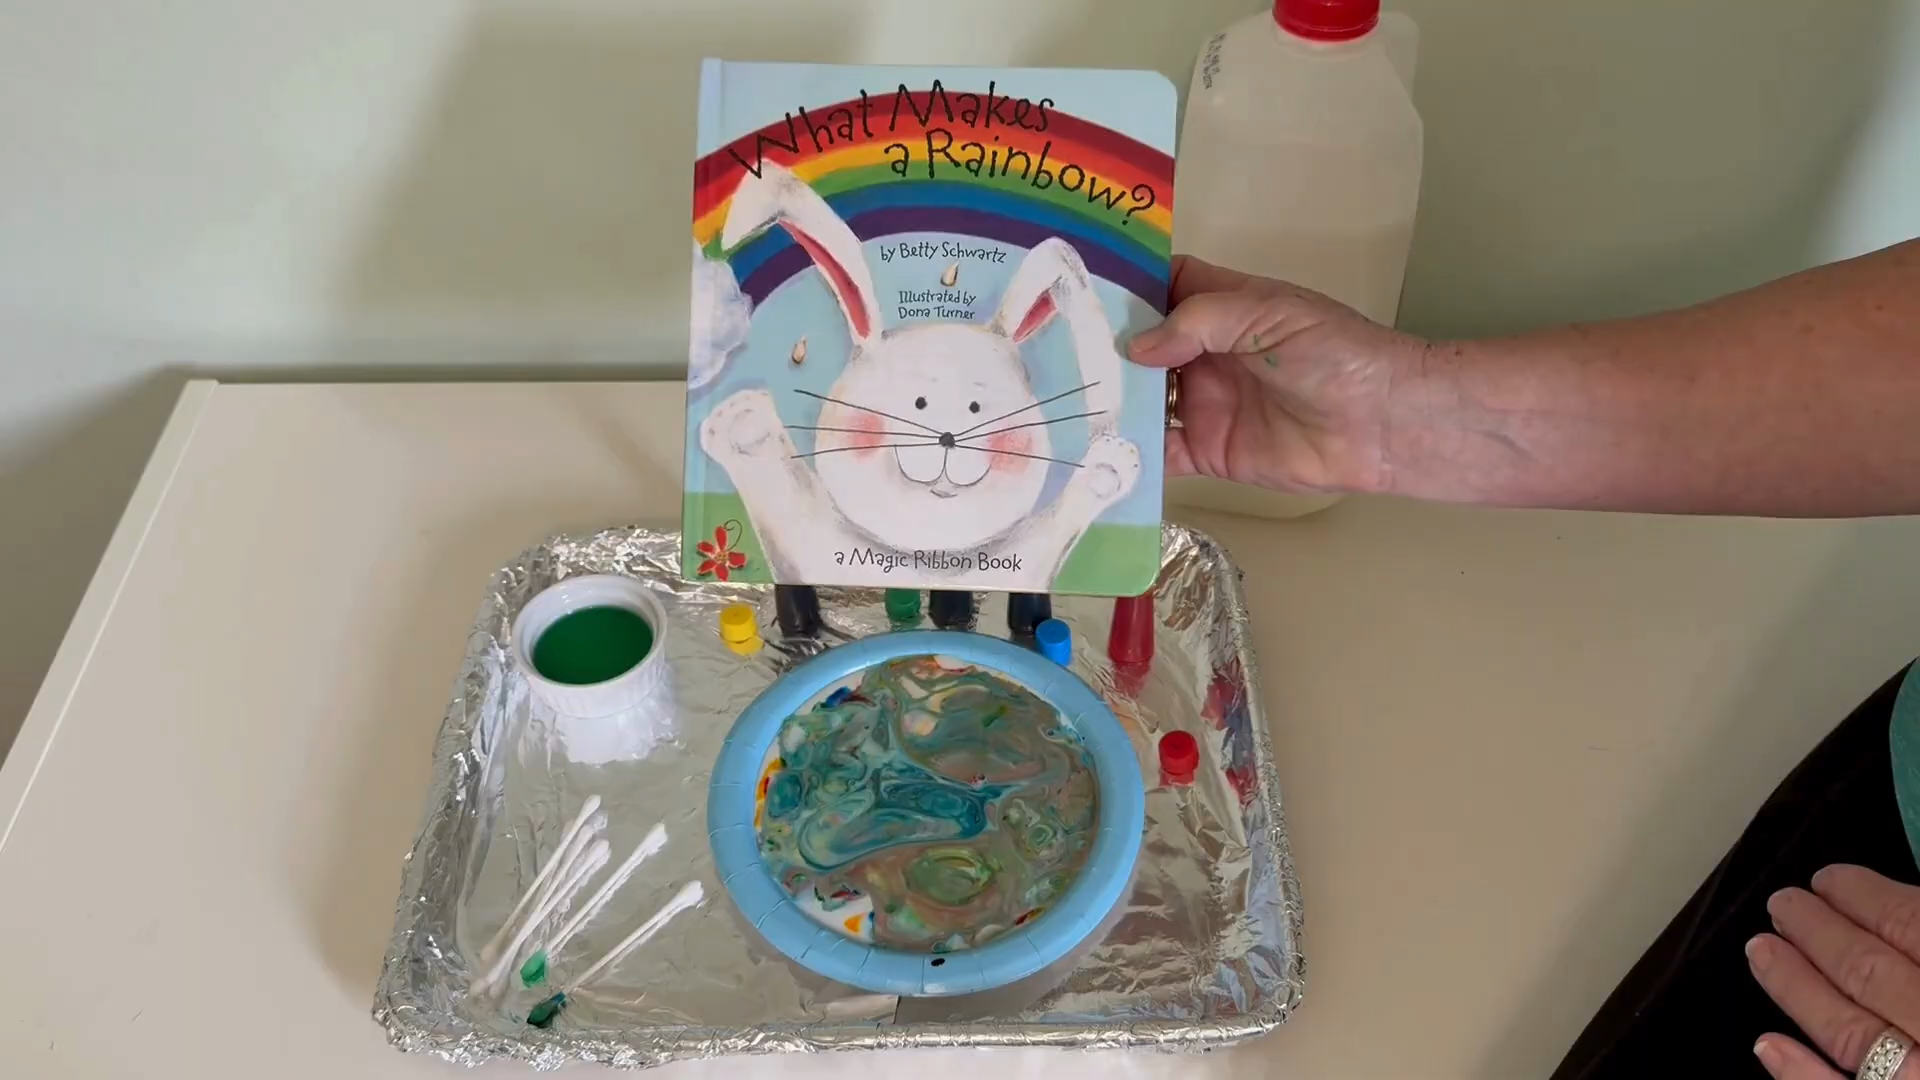 What Makes
a Rainbow?
by Betty Schwartz
Illustrated by
Dona Turner
a Magic Ribbon Book